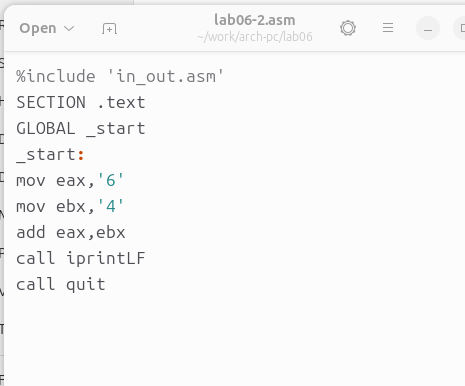 Open
lab06-2.asm
~/work/arch-pc/lab06
%include 'in_out.asm'
SECTION .text
GLOBAL _start
_start:
mov eax,'6'
mov ebx,'4'
add eax,ebx
call iprintLF
call quit